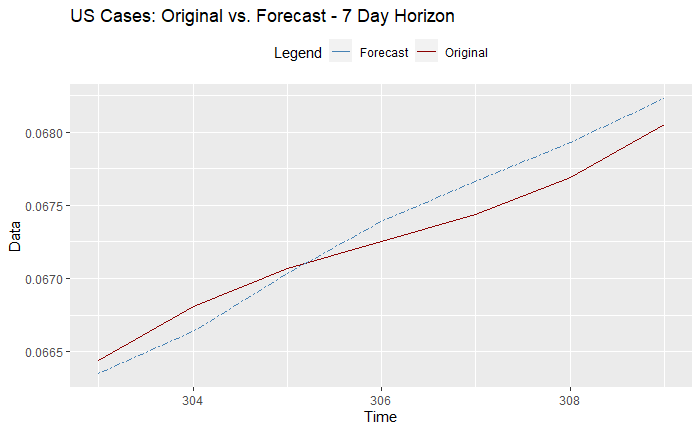 US Cases: Original vs. Forecast - 7 Day Horizon
Legend Forecast Original
0.0680
0.0675
0.0670
0.0665
Data
304 306 308
Time